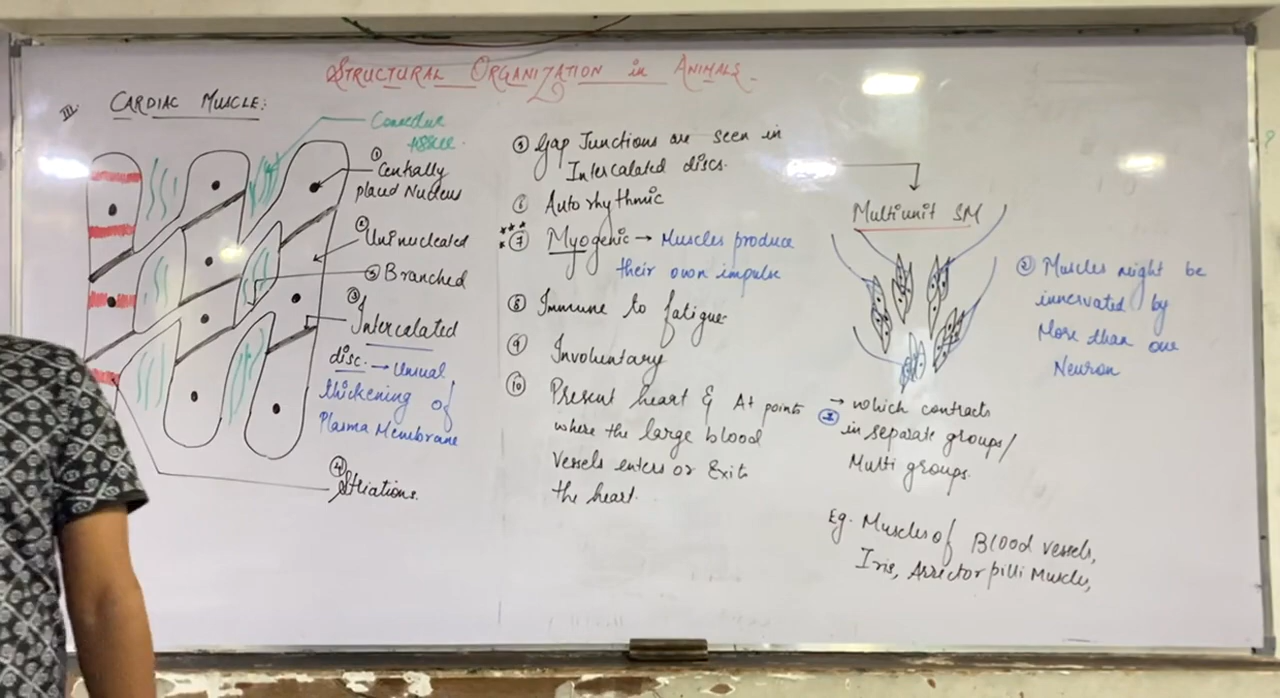 STRUCTURAL ORGANIZATION in ANIMALS
III. CARDIAC MUSCLE:
Connective
tissue.
① Centrally
placed Nucleus
② Uninucleated
⑤ Branched
③ Intercalated
disc. → Unusual
thickening of
Plasma Membrane
④ Striations.
Gap Junctions are seen in
Intercalated discs.
⑥ Autorhythmic
*** * ⑦ Myogenic → Muscles produce
their own impulse
⑧ Immune to fatigue
⑨ Involuntary
⑩ Present heart & At points
where the large blood
Vessels enters or Exit
the heart.
Multiunit SM
② Muscles might be
innervated by
More than one
Neuron
→ which contracts
in separate groups/
Multi groups.
Eg. Muscles of Blood vessels,
Iris, Arrector pilli Muscles,